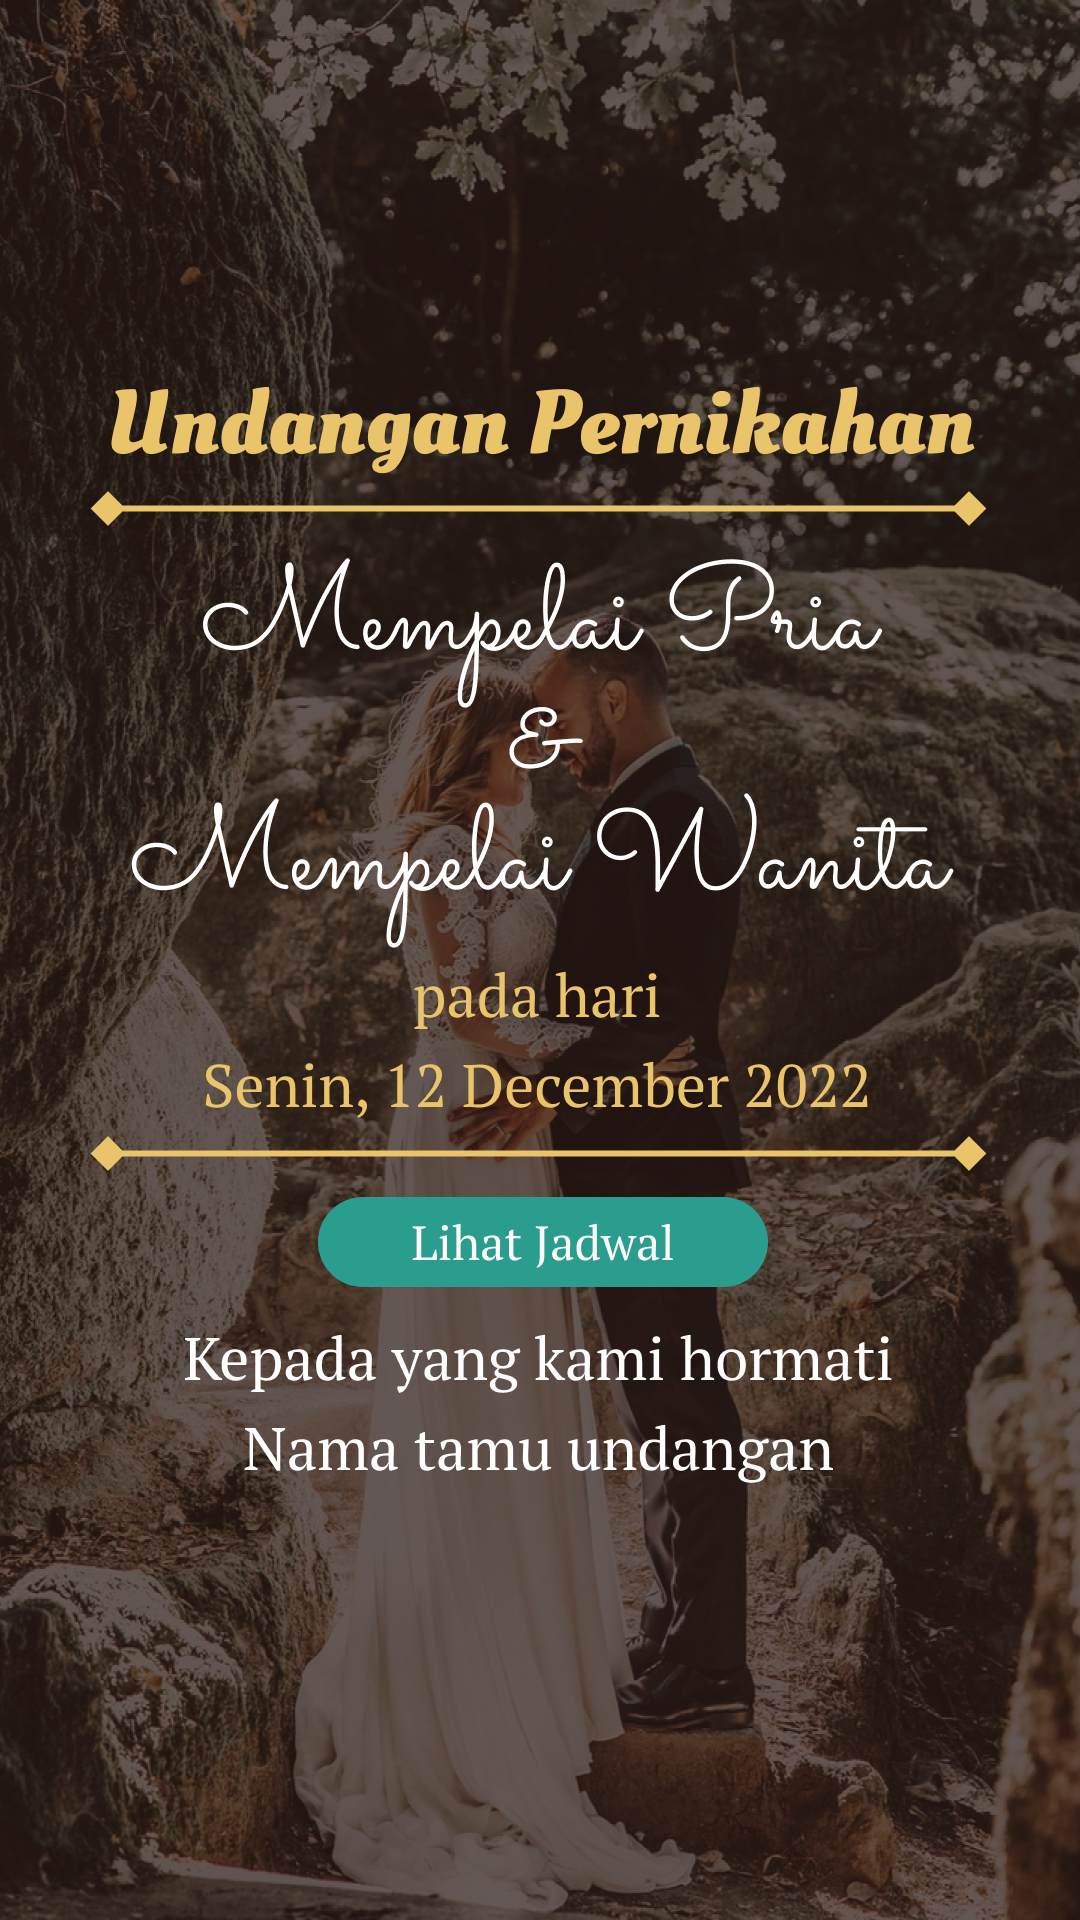 Undangan Pernikahan
Mempelai Pria
&
Mempelai Wanita
pada hari
Senin, 12 December 2022
Lihat Jadwal
Kepada yang kami hormati
Nama tamu undangan